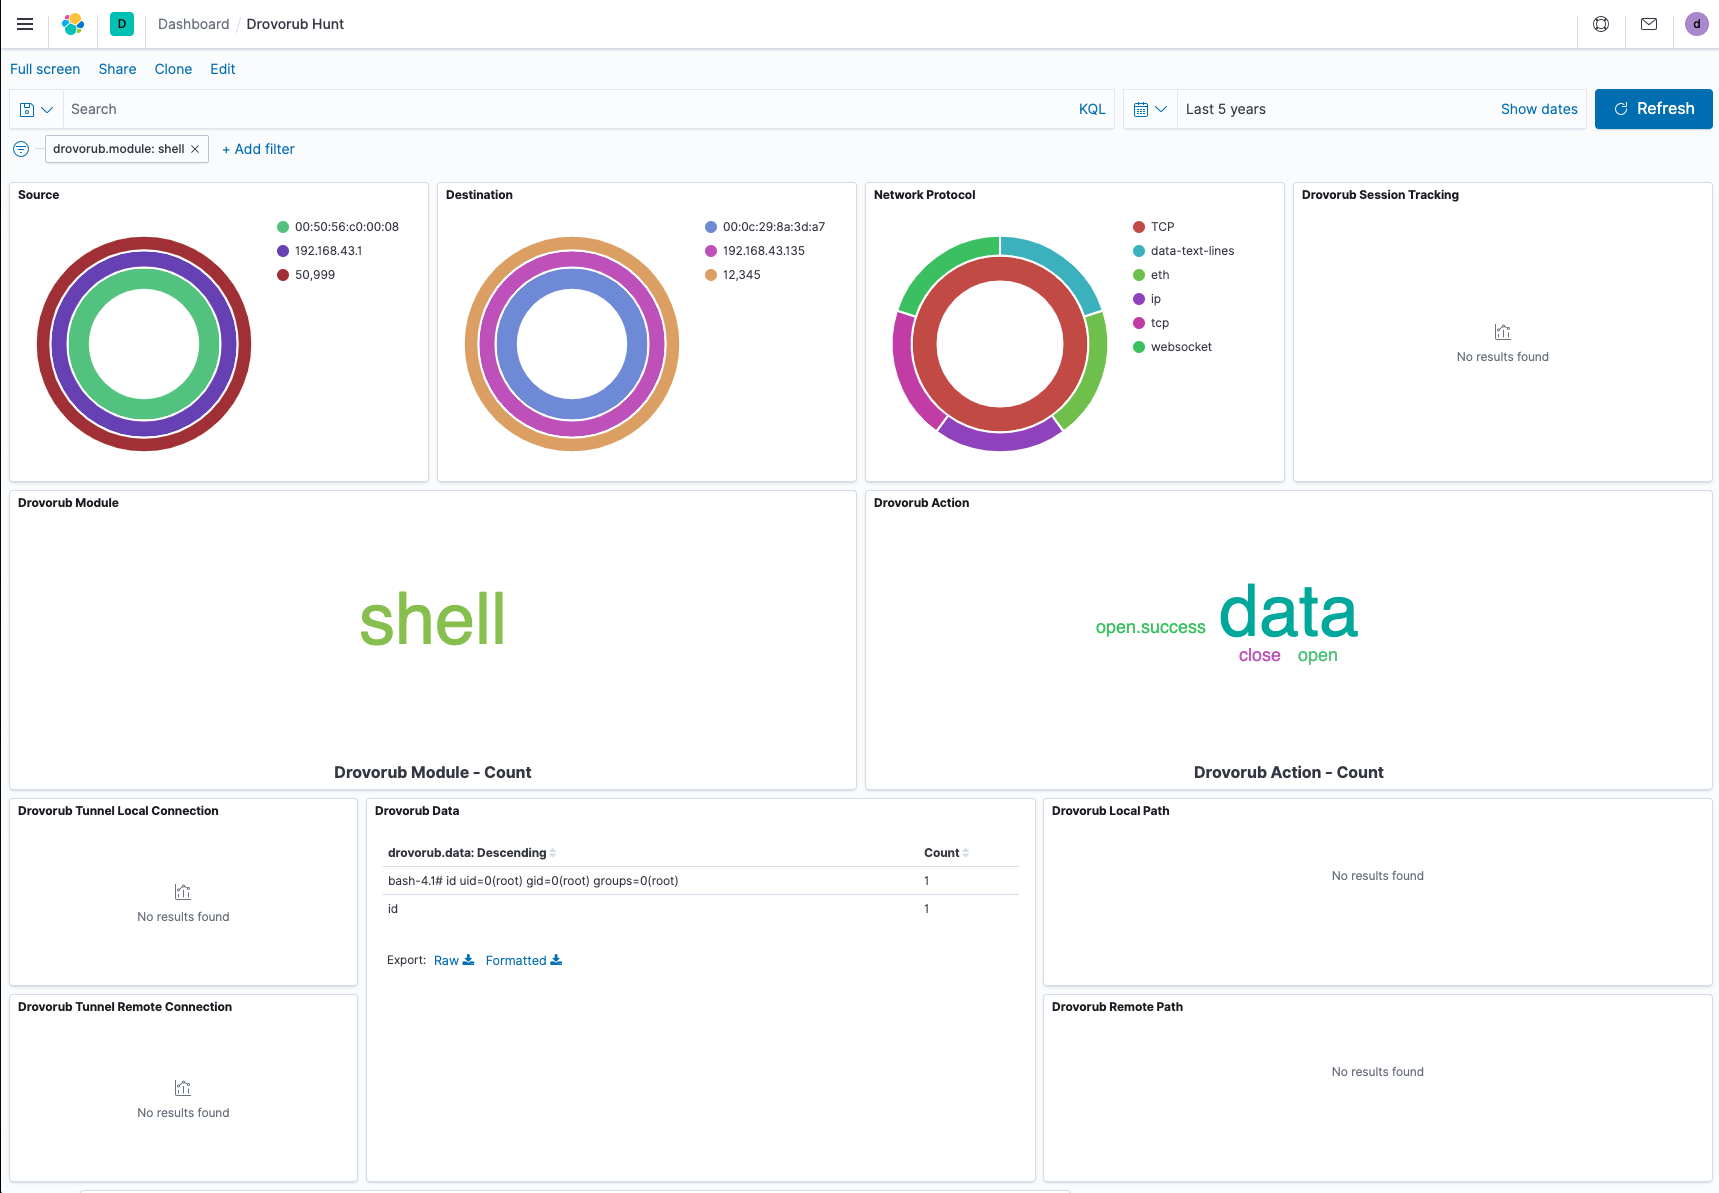 D Dashboard / Drovorub Hunt d
Full screen Share Clone Edit
Search KQL Last 5 years Show dates Refresh
drovorub.module: shell × + Add filter
Source
00:50:56:c0:00:08
192.168.43.1
50,999
Destination
00:0c:29:8a:3d:a7
192.168.43.135
12,345
Network Protocol
TCP
data-text-lines
eth
ip
tcp
websocket
Drovorub Session Tracking
No results found
Drovorub Module
shell
Drovorub Module - Count
Drovorub Action
open.success data
close open
Drovorub Action - Count
Drovorub Tunnel Local Connection
No results found
Drovorub Data
drovorub.data: Descending Count
bash-4.1# id uid=0(root) gid=0(root) groups=0(root) 1
id 1
Export: Raw Formatted
Drovorub Local Path
No results found
Drovorub Tunnel Remote Connection
No results found
Drovorub Remote Path
No results found